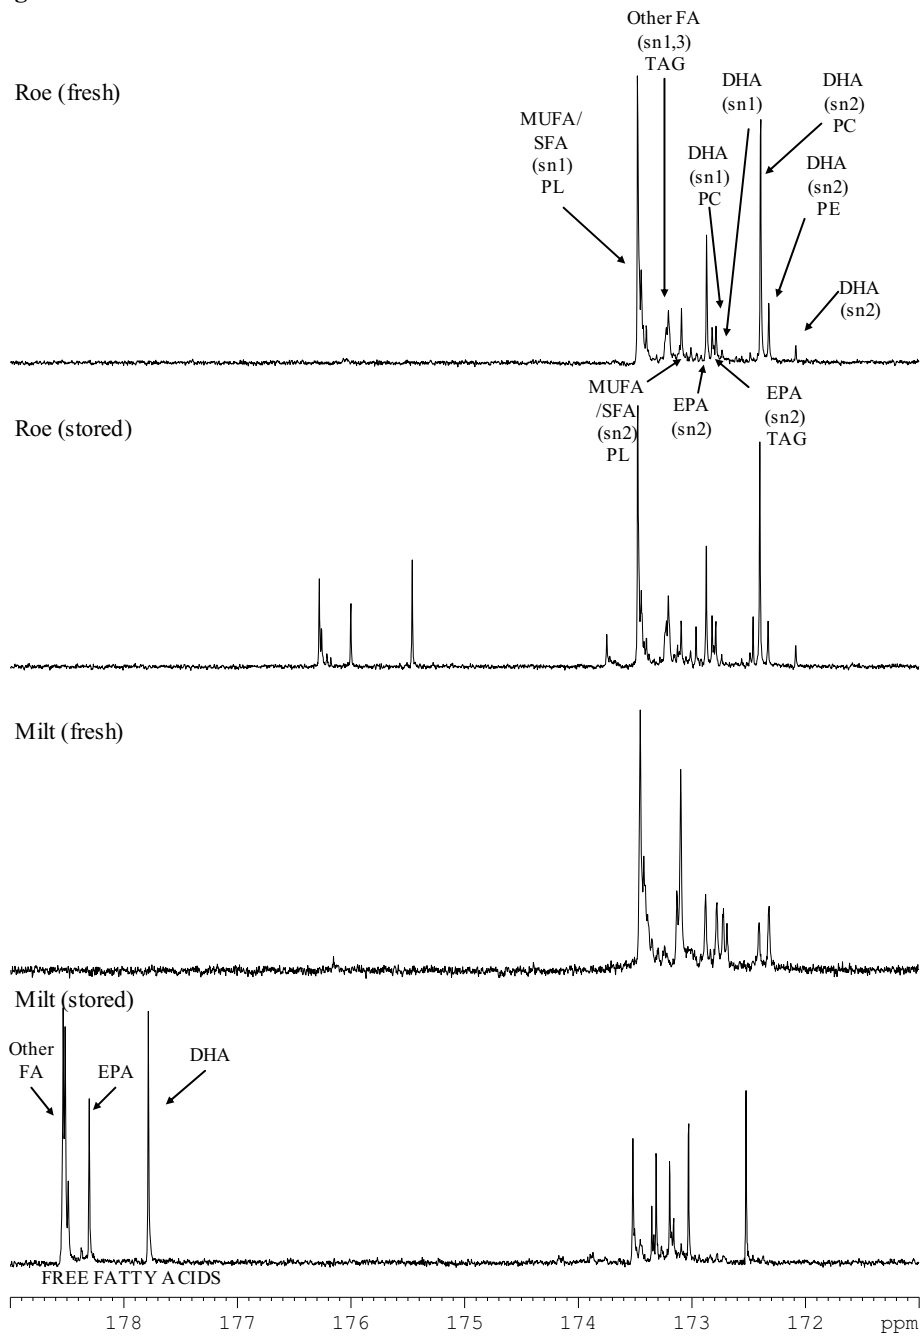 g
Other FA
(sn1,3)
TAG
Roe (fresh)
MUFA/
SFA
(sn1)
PL
DHA
(sn1)
PC
DHA
(sn1)
DHA
(sn2)
PC
DHA
(sn2)
PE
DHA
(sn2)
Roe (stored)
MUFA
/SFA
(sn2)
PL
EPA
(sn2)
EPA
(sn2)
TAG
Milt (fresh)
Milt (stored)
Other
FA
EPA
DHA
FREE FATTY ACIDS
178 177 176 175 174 173 172 ppm